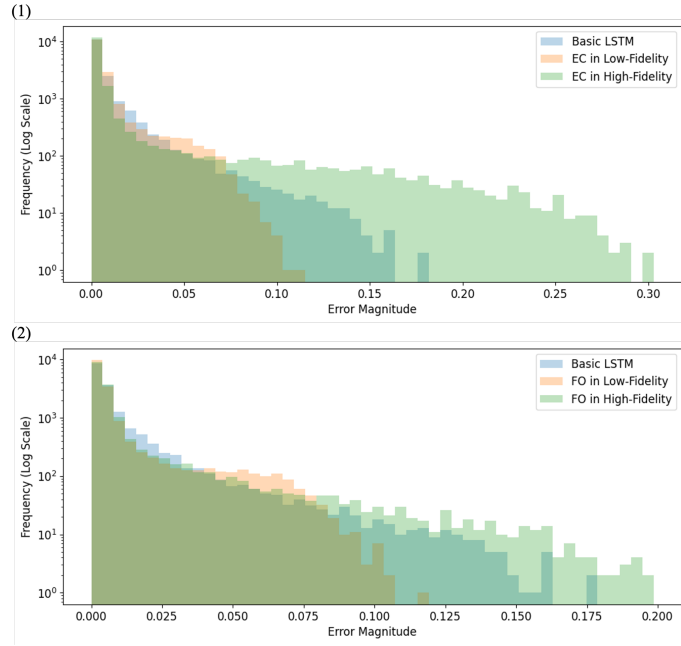 (1)
10⁴
10³
10²
10¹
10⁰
Frequency (Log Scale)
Basic LSTM
EC in Low-Fidelity
EC in High-Fidelity
0.00 0.05 0.10 0.15 0.20 0.25 0.30
Error Magnitude
(2)
10⁴
10³
10²
10¹
10⁰
Frequency (Log Scale)
Basic LSTM
FO in Low-Fidelity
FO in High-Fidelity
0.000 0.025 0.050 0.075 0.100 0.125 0.150 0.175 0.200
Error Magnitude